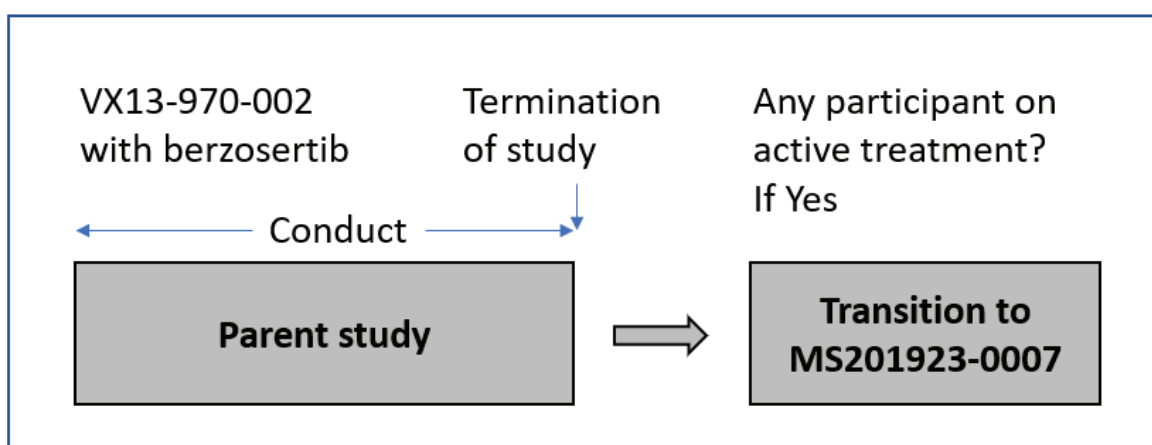 VX13-970-002
with berzosertib
Termination
of study
Any participant on
active treatment?
If Yes
Conduct
Parent study
Transition to
MS201923-0007